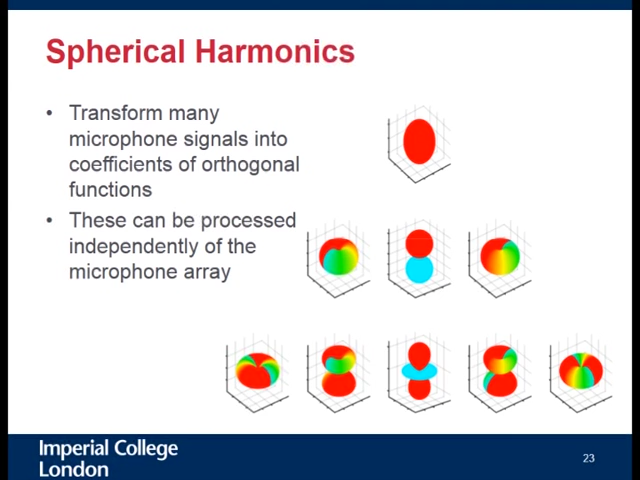 Spherical Harmonics
• Transform many
microphone signals into
coefficients of orthogonal
functions
• These can be processed
independently of the
microphone array
Imperial College
London
23